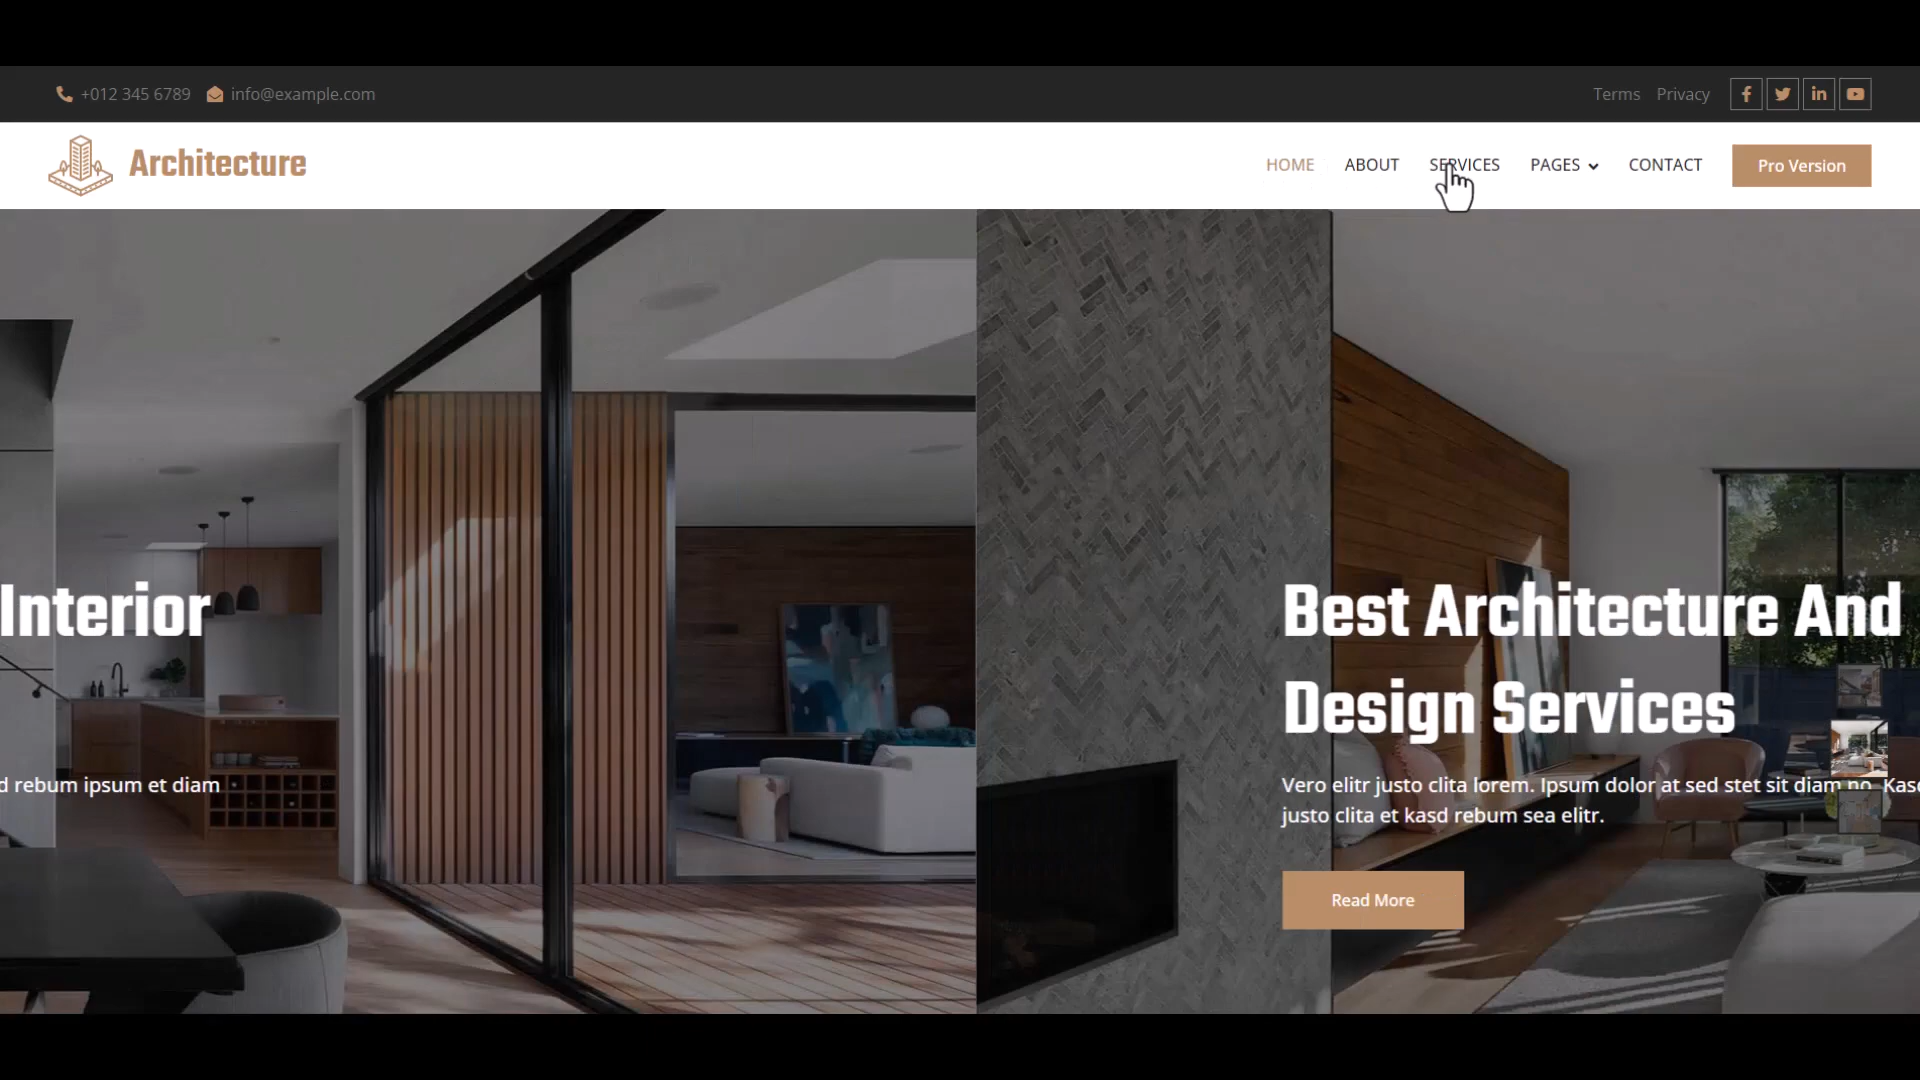 +012 345 6789 info@example.com Terms Privacy
Architecture HOME ABOUT SERVICES PAGES CONTACT Pro Version
Interior
d rebum ipsum et diam
Best Architecture And
Design Services
Vero elitr justo clita lorem. Ipsum dolor at sed stet sit diam no. Kasd
justo clita et kasd rebum sea elitr.
Read More